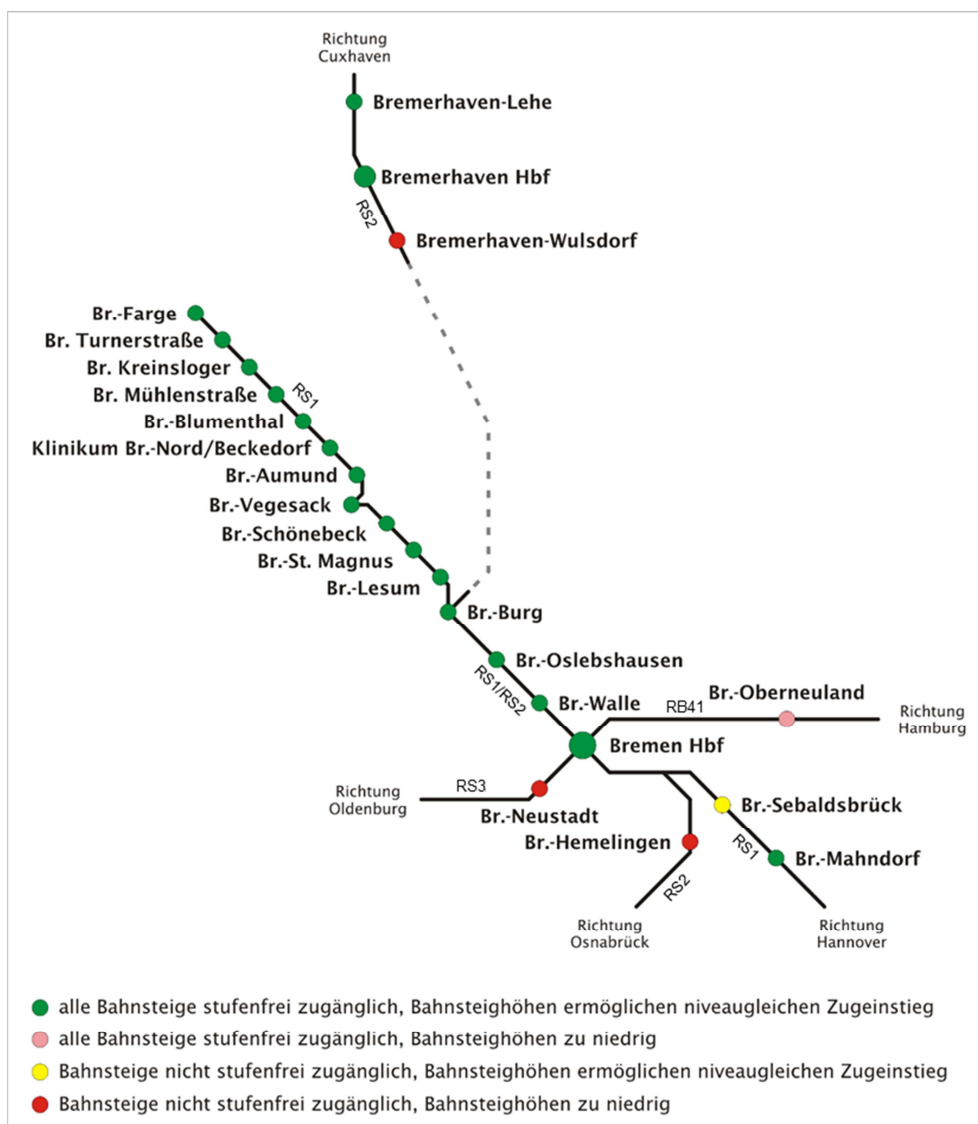 Richtung
Cuxhaven
Bremerhaven-Lehe
Bremerhaven Hbf
RS2
Bremerhaven-Wulsdorf
Br.-Farge
Br. Turnerstraße
Br. Kreinsloger
RS1
Br. Mühlenstraße
Br.-Blumenthal
Klinikum Br.-Nord/Beckedorf
Br.-Aumund
Br.-Vegesack
Br.-Schönebeck
Br.-St. Magnus
Br.-Lesum
Br.-Burg
Br.-Oslebshausen
RS1/RS2
Br.-Walle
Br.-Oberneuland
RB41
Richtung
Hamburg
Bremen Hbf
Richtung
Oldenburg
RS3
Br.-Neustadt
Br.-Sebaldsbrück
Br.-Hemelingen
RS1
Br.-Mahndorf
RS2
Richtung
Osnabrück
Richtung
Hannover
alle Bahnsteige stufenfrei zugänglich, Bahnsteighöhen ermöglichen niveaugleichen Zugeinstieg
alle Bahnsteige stufenfrei zugänglich, Bahnsteighöhen zu niedrig
Bahnsteige nicht stufenfrei zugänglich, Bahnsteighöhen ermöglichen niveaugleichen Zugeinstieg
Bahnsteige nicht stufenfrei zugänglich, Bahnsteighöhen zu niedrig